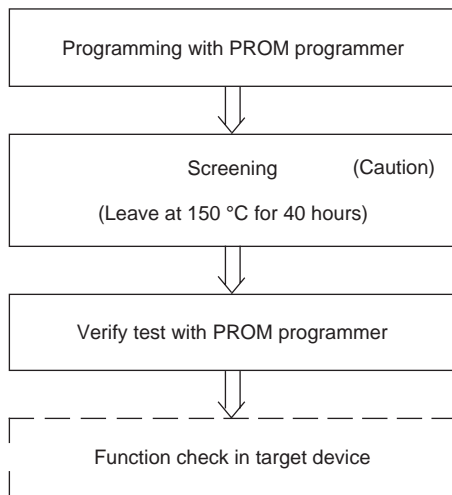 Programming with PROM programmer
Screening (Caution)
(Leave at 150 °C for 40 hours)
Verify test with PROM programmer
Function check in target device